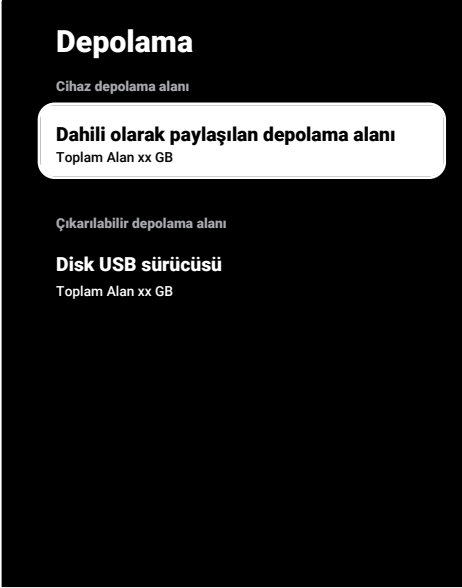 Depolama
Cihaz depolama alanı
Dahili olarak paylaşılan depolama alanı
Toplam Alan xx GB
Çıkarılabilir depolama alanı
Disk USB sürücüsü
Toplam Alan xx GB